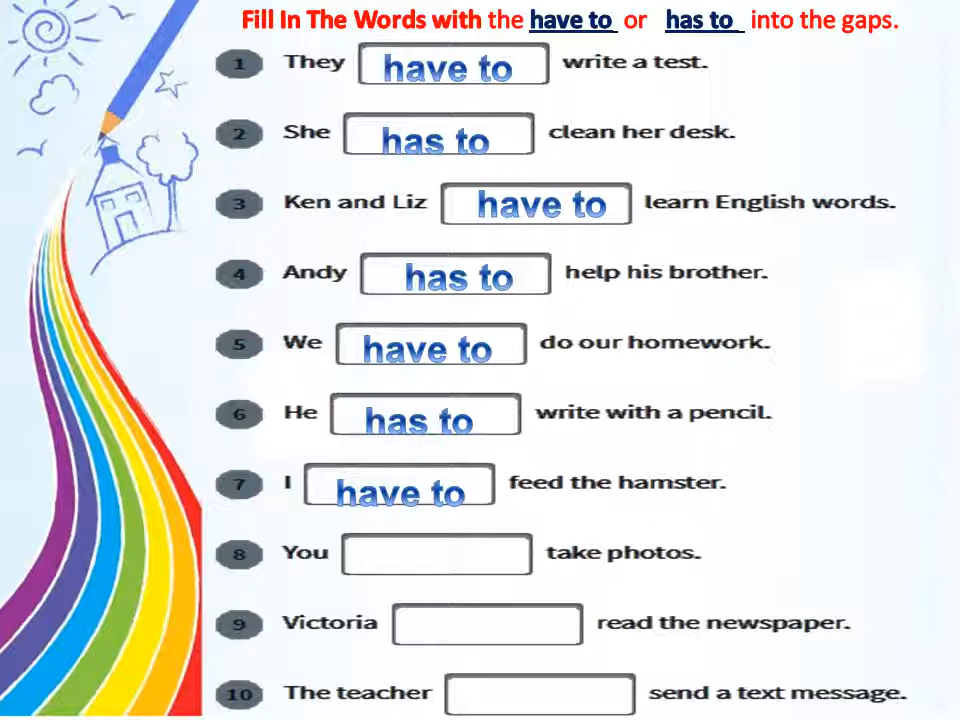 Fill In The Words with the have to or has to into the gaps.
1 They have to write a test.
2 She has to clean her desk.
3 Ken and Liz have to learn English words.
4 Andy has to help his brother.
5 We have to do our homework.
6 He has to write with a pencil.
7 I have to feed the hamster.
8 You take photos.
9 Victoria read the newspaper.
10 The teacher send a text message.